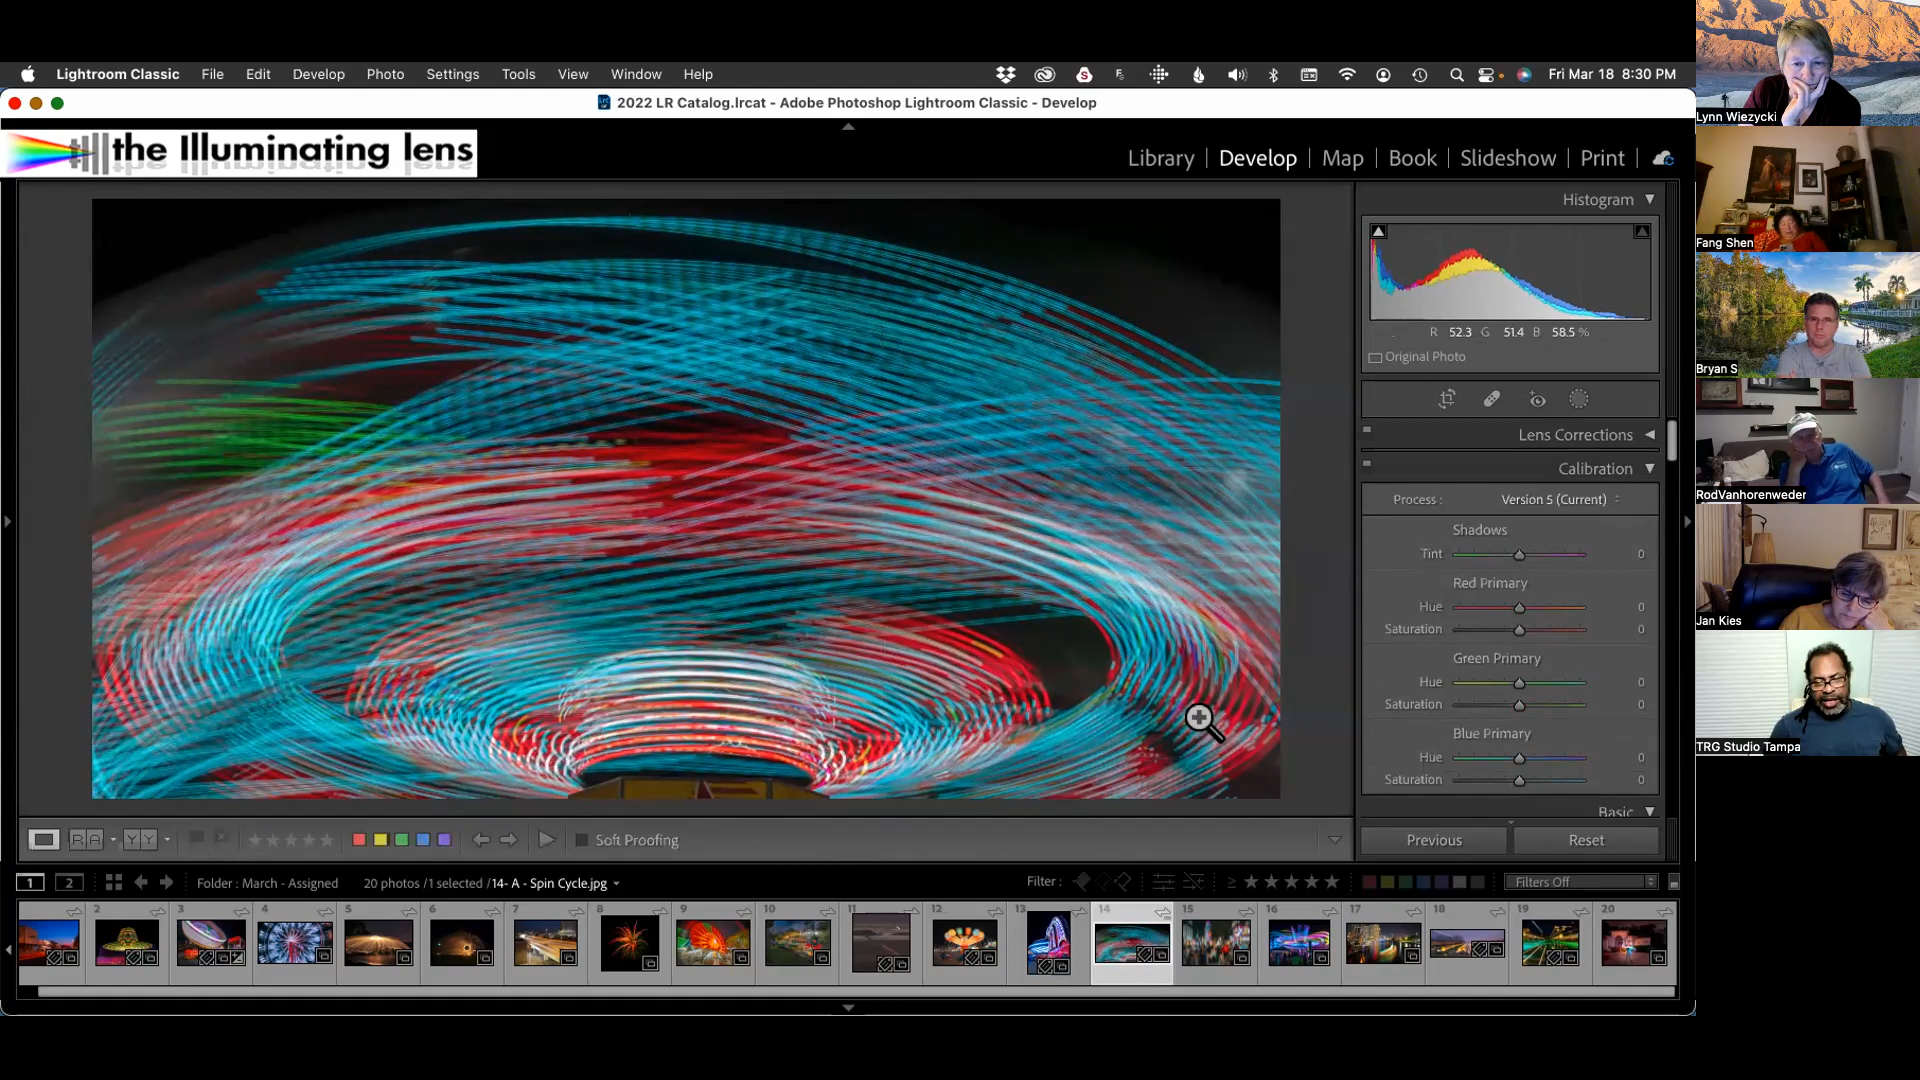 Lightroom Classic File Edit Develop Photo Settings Tools View Window Help Fri Mar 18 8:30 PM
2022 LR Catalog.lrcat - Adobe Photoshop Lightroom Classic - Develop
the Illuminating lens
Library | Develop | Map | Book | Slideshow | Print
Histogram
R 52.3 G 51.4 B 58.5 %
Original Photo
Lens Corrections
Calibration
Process : Version 5 (Current)
Shadows
Tint 0
Red Primary
Hue 0
Saturation 0
Green Primary
Hue 0
Saturation 0
Blue Primary
Hue 0
Saturation 0
Basic
R A Y Y Soft Proofing
Previous Reset
1 2 Folder : March - Assigned 20 photos /1 selected /14- A - Spin Cycle.jpg
Filter : ≥ Filters Off
2 3 4 5 6 7 8 9 10 11 12 13 14 15 16 17 18 19 20
Lynn Wiezycki
Fang Shen
Bryan S
RodVanhorenweder
Jan Kies
TRG Studio Tampa